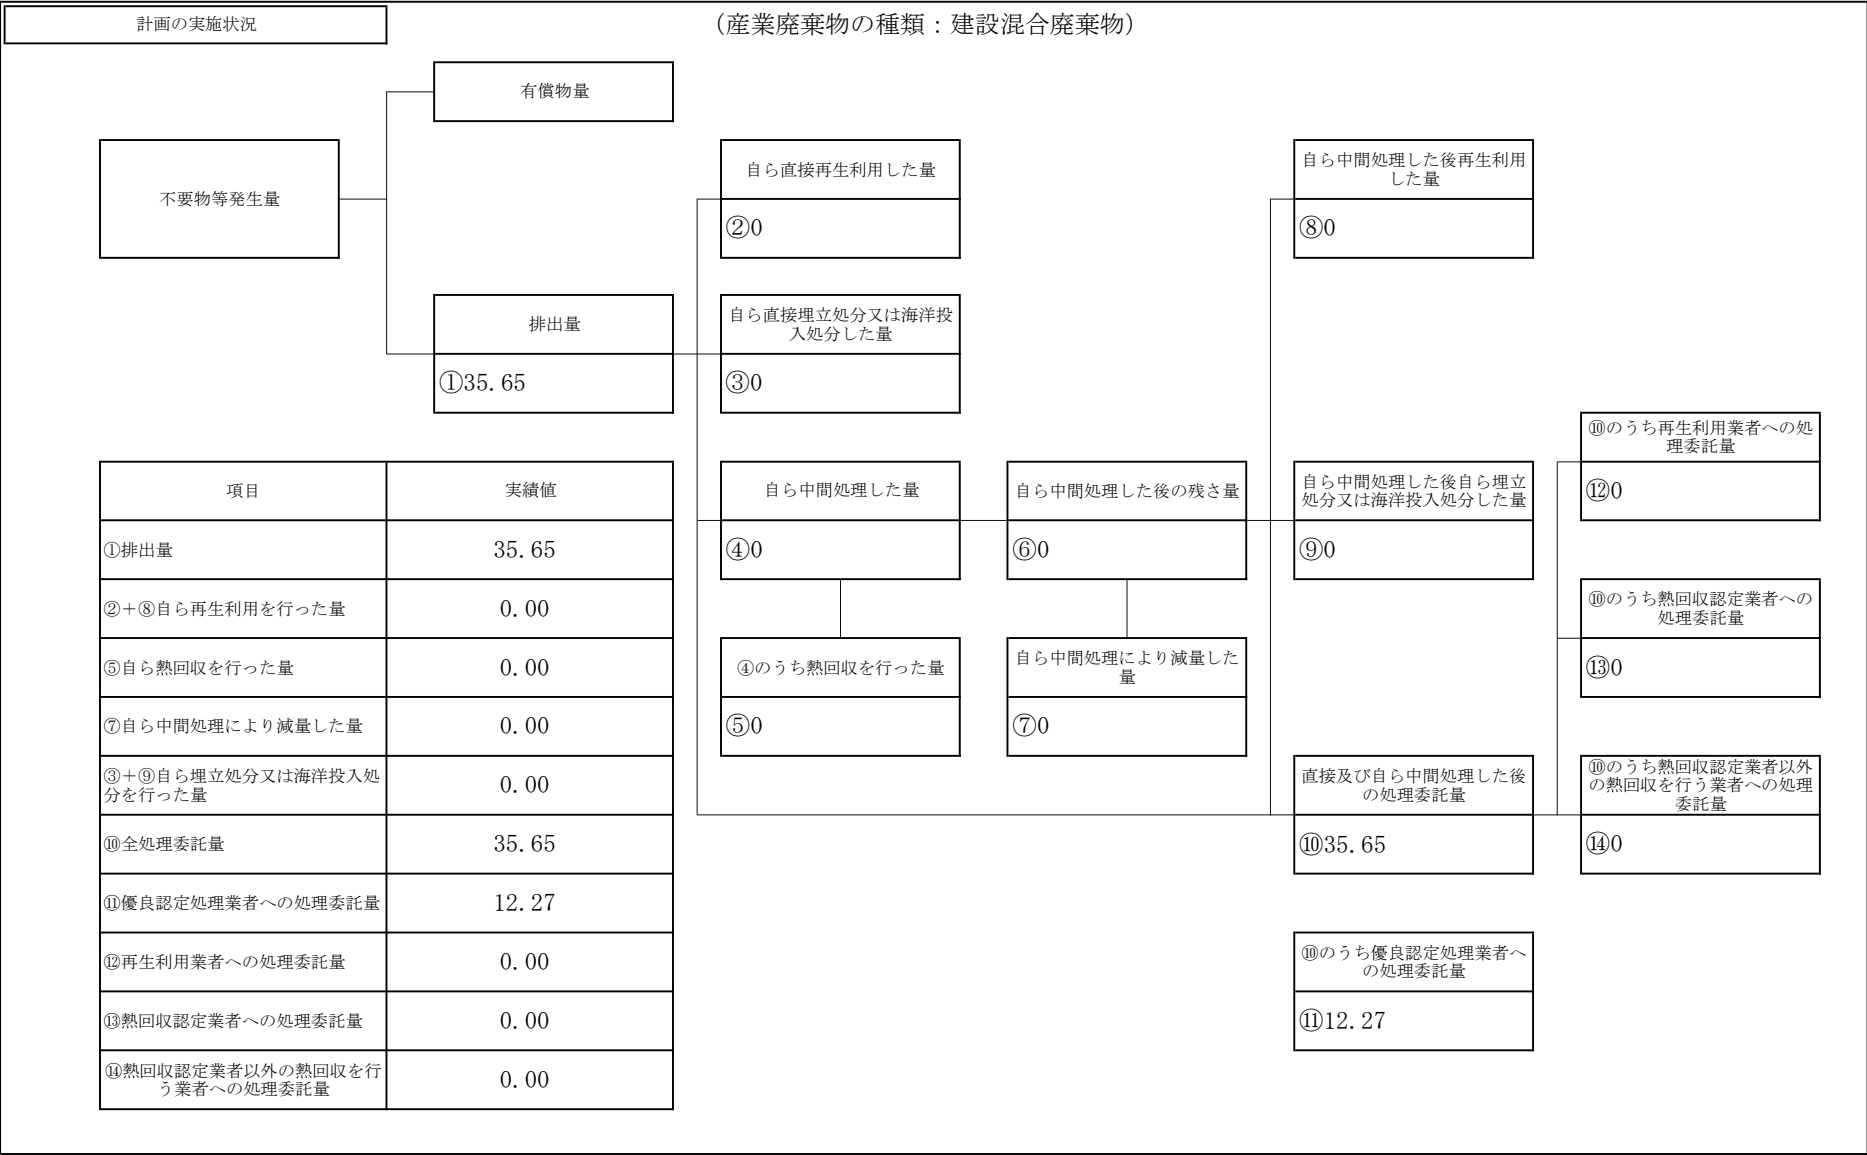 計画の実施状況
（産業廃棄物の種類：建設混合廃棄物）
有償物量
不要物等発生量
自ら直接再生利用した量
②0
自ら中間処理した後再生利用
した量
⑧0
排出量
①35.65
自ら直接埋立処分又は海洋投
入処分した量
③0
⑩のうち再生利用業者への処
理委託量
⑫0
自ら中間処理した量
④0
自ら中間処理した後の残さ量
⑥0
自ら中間処理した後自ら埋立
処分又は海洋投入処分した量
⑨0
⑩のうち熱回収認定業者への
処理委託量
⑬0
④のうち熱回収を行った量
⑤0
自ら中間処理により減量した
量
⑦0
直接及び自ら中間処理した後
の処理委託量
⑩35.65
⑩のうち熱回収認定業者以外
の熱回収を行う業者への処理
委託量
⑭0
⑩のうち優良認定処理業者へ
の処理委託量
⑪12.27
項目 実績値
①排出量 35.65
②＋⑧自ら再生利用を行った量 0.00
⑤自ら熱回収を行った量 0.00
⑦自ら中間処理により減量した量 0.00
③＋⑨自ら埋立処分又は海洋投入処
分を行った量 0.00
⑩全処理委託量 35.65
⑪優良認定処理業者への処理委託量 12.27
⑫再生利用業者への処理委託量 0.00
⑬熱回収認定業者への処理委託量 0.00
⑭熱回収認定業者以外の熱回収を行
う業者への処理委託量 0.00